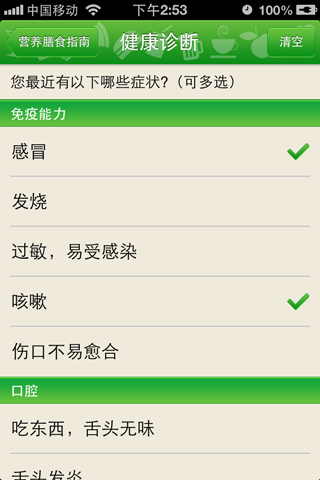 中国移动 下午2:53 100%
营养膳食指南 健康诊断 清空
您最近有以下哪些症状?（可多选）
免疫能力
感冒
发烧
过敏，易受感染
咳嗽
伤口不易愈合
口腔
吃东西，舌头无味
舌头发炎